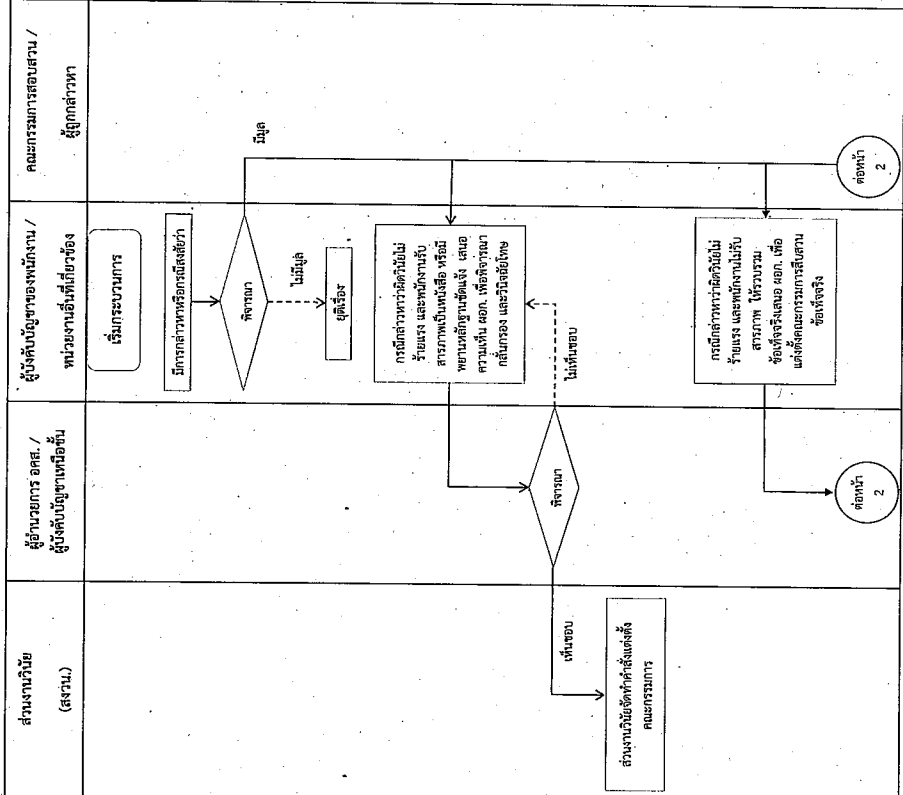 ส่วนงานวินัย
(สงวน.)
ผู้อำนวยการ อคส. /
ผู้บังคับบัญชาเหนือชั้น
ผู้บังคับบัญชาของพนักงาน /
หน่วยงานอื่นที่เกี่ยวข้อง
คณะกรรมการสอบสวน /
ผู้ถูกกล่าวหา
เริ่มกระบวนการ
มีการกล่าวหาหรือกรณีสงสัยว่า
พิจารณา
มีมูล
ไม่มีมูล
ยุติเรื่อง
กรณีกล่าวหาว่าผิดวินัยไม่
ร้ายแรง และพนักงานรับ
สารภาพเป็นหนังสือ หรือมี
พยานหลักฐานชัดแจ้ง เสนอ
ความเห็น ผอก. เพื่อพิจารณา
กลั่นกรอง และวินิจฉัยโทษ
พิจารณา
ไม่เห็นชอบ
เห็นชอบ
ส่วนงานวินัยจัดทำคำสั่งแต่งตั้ง
คณะกรรมการ
กรณีกล่าวหาว่าผิดวินัยไม่
ร้ายแรง และพนักงานไม่รับ
สารภาพ ให้รวบรวม
ข้อเท็จจริงเสนอ ผอก. เพื่อ
แต่งตั้งคณะกรรมการสืบสวน
ข้อเท็จจริง
ต่อหน้า
2
ต่อหน้า
2